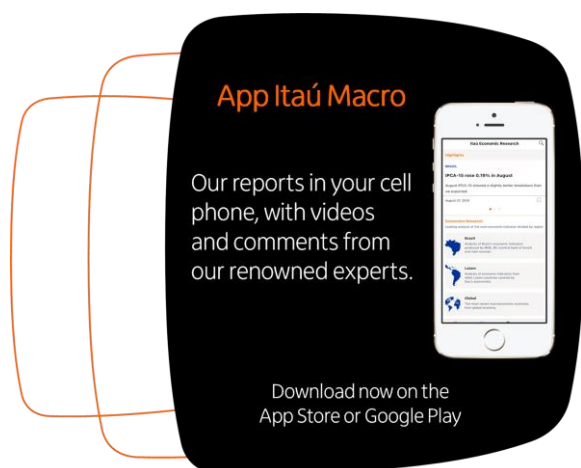 App Itaú Macro
Our reports in your cell
phone, with videos
and comments from
our renowned experts.
Itaú Economic Research
Highlights
BRAZIL
IPCA-15 rose 0.19% in August
Economic Research
Brazil
Latam
Global
Download now on the
App Store or Google Play